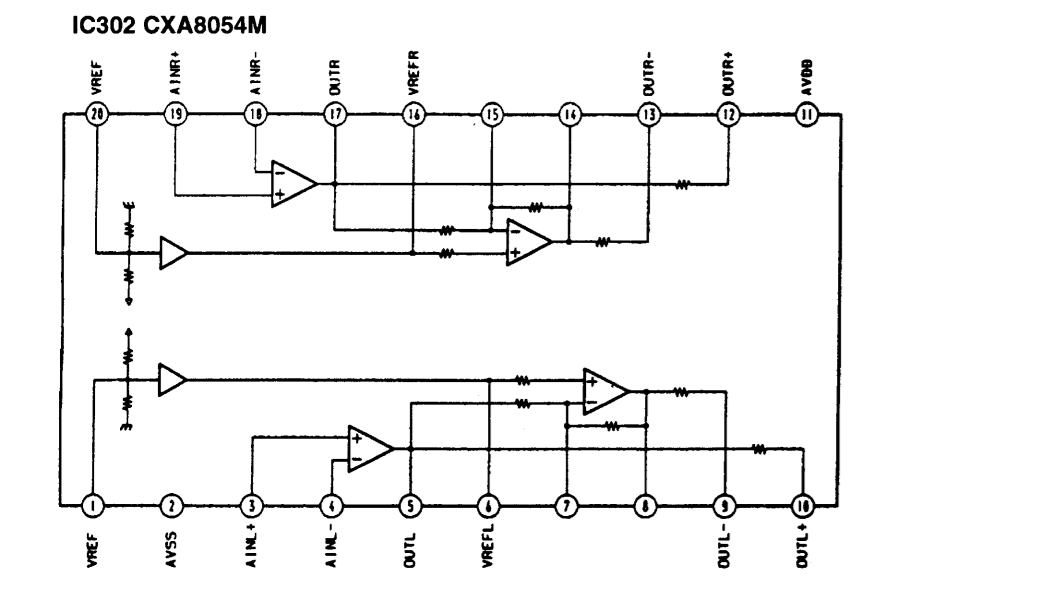 IC302 CXA8054M
VREF AINR+ AINR- OUTR VREFR OUTR- OUTR+ AVDD
20 19 18 17 16 15 14 13 12 11
- +
- +
+ -
+ -
1 2 3 4 5 6 7 8 9 10
VREF AVSS AINL+ AINL- OUTL VREFL OUTL- OUTL+